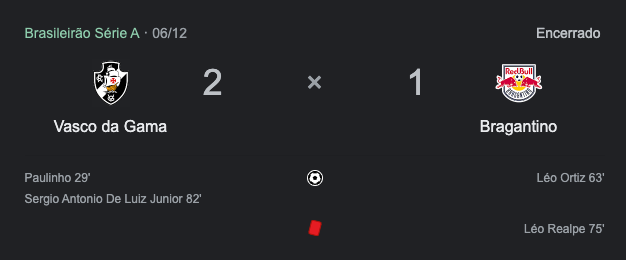 Brasileirão Série A · 06/12
Encerrado
2 × 1
Vasco da Gama
Red Bull
BRAGANTINO
Bragantino
Paulinho 29'
Léo Ortiz 63'
Sergio Antonio De Luiz Junior 82'
Léo Realpe 75'